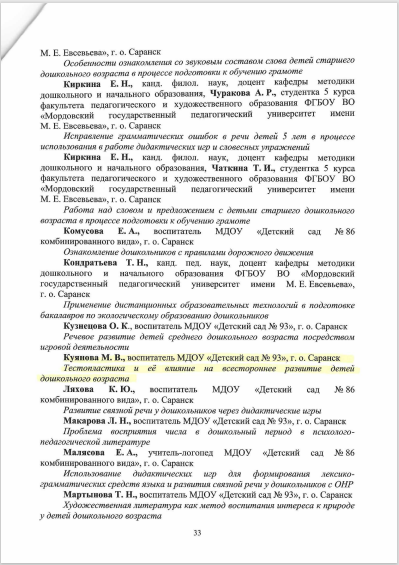 М. Е. Евсевьева», г. о. Саранск
Особенности ознакомления со звуковым составом слова детей старшего
дошкольного возраста в процессе подготовки к обучению грамоте
Киркина Е. Н., канд. филол. наук, доцент кафедры методики
дошкольного и начального образования, Чуракова А. Р., студентка 5 курса
факультета педагогического и художественного образования ФГБОУ ВО
«Мордовский государственный педагогический университет имени
М. Е. Евсевьева», г. о. Саранск
Исправление грамматических ошибок в речи детей 5 лет в процессе
использования в работе дидактических игр и словесных упражнений
Киркина Е. Н., канд. филол. наук, доцент кафедры методики
дошкольного и начального образования, Чаткина Т. И., студентка 5 курса
факультета педагогического и художественного образования ФГБОУ ВО
«Мордовский государственный педагогический университет имени
М. Е. Евсевьева», г. о. Саранск
Работа над словом и предложением с детьми старшего дошкольного
возраста в процессе подготовки к обучению грамоте
Комусова Е. А., воспитатель МДОУ «Детский сад № 86
комбинированного вида», г. о. Саранск
Ознакомление дошкольников с правилами дорожного движения
Кондратьева Т. Н., канд. пед. наук, доцент кафедры методики
дошкольного и начального образования ФГБОУ ВО «Мордовский
государственный педагогический университет имени М. Е. Евсевьева»,
г. о. Саранск
Применение дистанционных образовательных технологий в подготовке
бакалавров по экологическому образованию дошкольников
Кузнецова О. К., воспитатель МДОУ «Детский сад № 93», г. о. Саранск
Речевое развитие детей среднего дошкольного возраста посредством
игровой деятельности
Куянова М. В., воспитатель МДОУ «Детский сад № 93», г. о. Саранск
Тестопластика и её влияние на всестороннее развитие детей
дошкольного возраста
Ляхова К. Ю., воспитатель МДОУ «Детский сад № 86
комбинированного вида», г. о. Саранск
Развитие связной речи у дошкольников через дидактические игры
Макарова Л. Н., воспитатель МДОУ «Детский сад № 93», г. о. Саранск
Проблема восприятия числа в дошкольный период в психолого-
педагогической литературе
Малясова Е. А., учитель-логопед МДОУ «Детский сад № 86
комбинированного вида», г. о. Саранск
Использование дидактических игр для формирования лексико-
грамматических средств языка и развития связной речи у дошкольников с ОНР
Мартынова Т. Н., воспитатель МДОУ «Детский сад № 93», г. о. Саранск
Художественная литература как метод воспитания интереса к природе
у детей дошкольного возраста
33